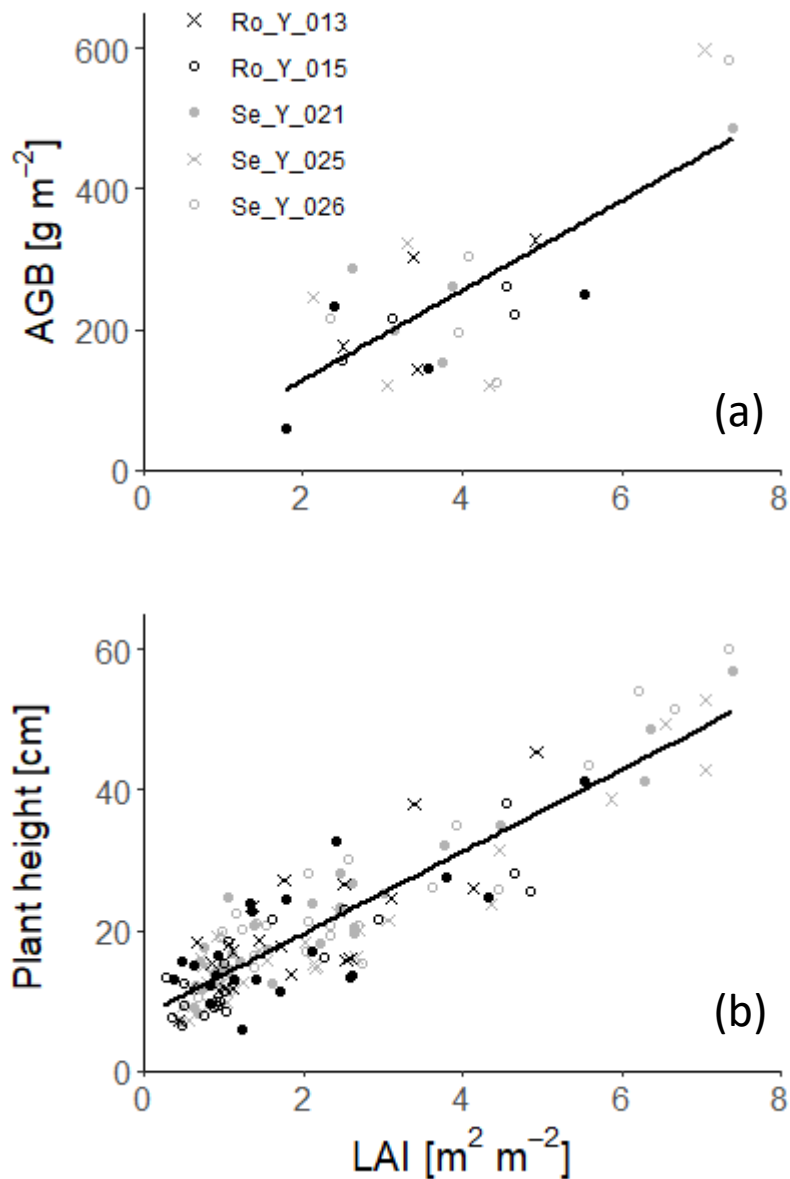 Ro_Y_013
Ro_Y_015
Se_Y_021
Se_Y_025
Se_Y_026
AGB [g m⁻²]
600
400
200
0
(a)
0 2 4 6 8
Plant height [cm]
60
40
20
0
(b)
0 2 4 6 8
LAI [m² m⁻²]